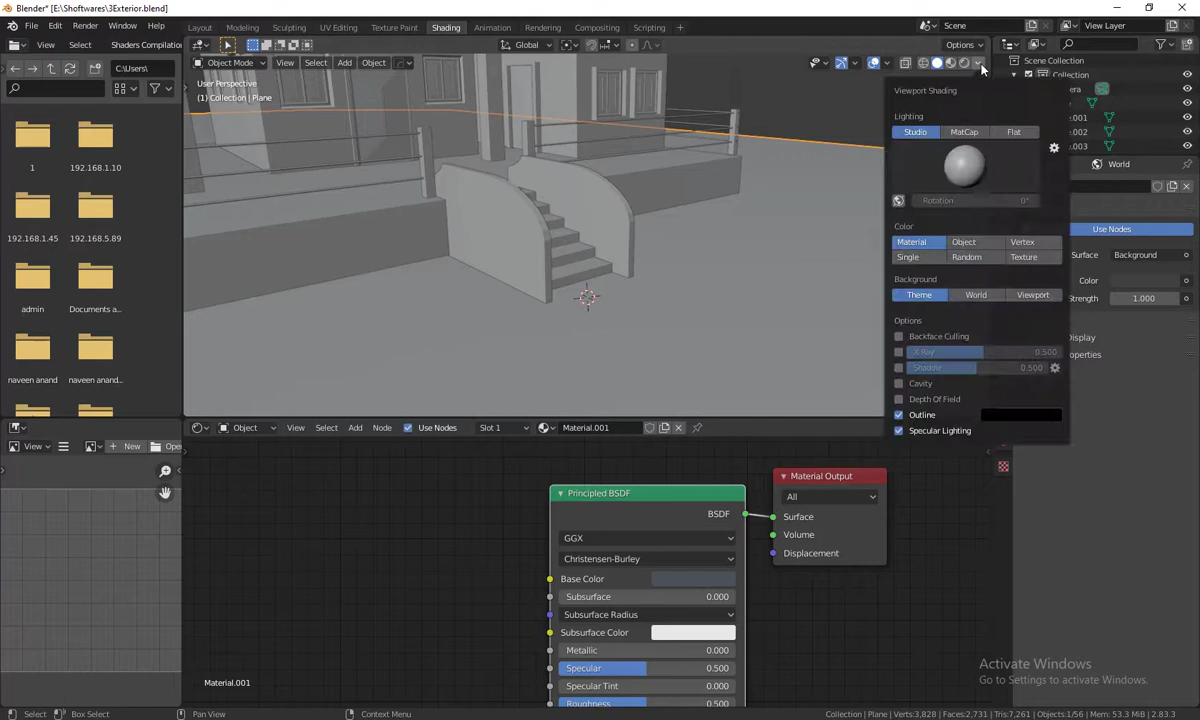 Blender* [E:\Shoftwares\3Exterior.blend]
File Edit Render Window Help Layout Modeling Sculpting UV Editing Texture Paint Shading Animation Rendering Compositing Scripting Scene View Layer
View Select Shaders Compilatior Global Options
C:\Users\
Object Mode View Select Add Object
User Perspective
(1) Collection | Plane
1
192.168.1.10
192.168.1.45
192.168.5.89
admin
Documents a...
naveen anand
naveen anand...
Viewport Shading
Lighting
Studio MatCap Flat
Rotation 0°
Color
Material Object Vertex
Single Random Texture
Background
Theme World Viewport
Options
Backface Culling
X-Ray 0.500
Shadow 0.500
Cavity
Depth Of Field
Outline
Specular Lighting
Scene Collection
Collection
amera
.001
e.002
e.003
World
Use Nodes
Surface Background
Color
Strength 1.000
Display
operties
View New Open
Object View Select Add Node Use Nodes Slot 1 Material.001
Principled BSDF
BSDF
GGX
Christensen-Burley
Base Color
Subsurface 0.000
Subsurface Radius
Subsurface Color
Metallic 0.000
Specular 0.500
Specular Tint 0.000
Roughness 0.500
Material Output
All
Surface
Volume
Displacement
Material.001
Activate Windows
Go to Settings to activate Windows.
Select Box Select Pan View Context Menu Collection | Plane | Verts:3,828 | Faces:2,731 | Tris:7,261 | Objects:1/56 | Mem: 53.3 MiB | 2.83.3